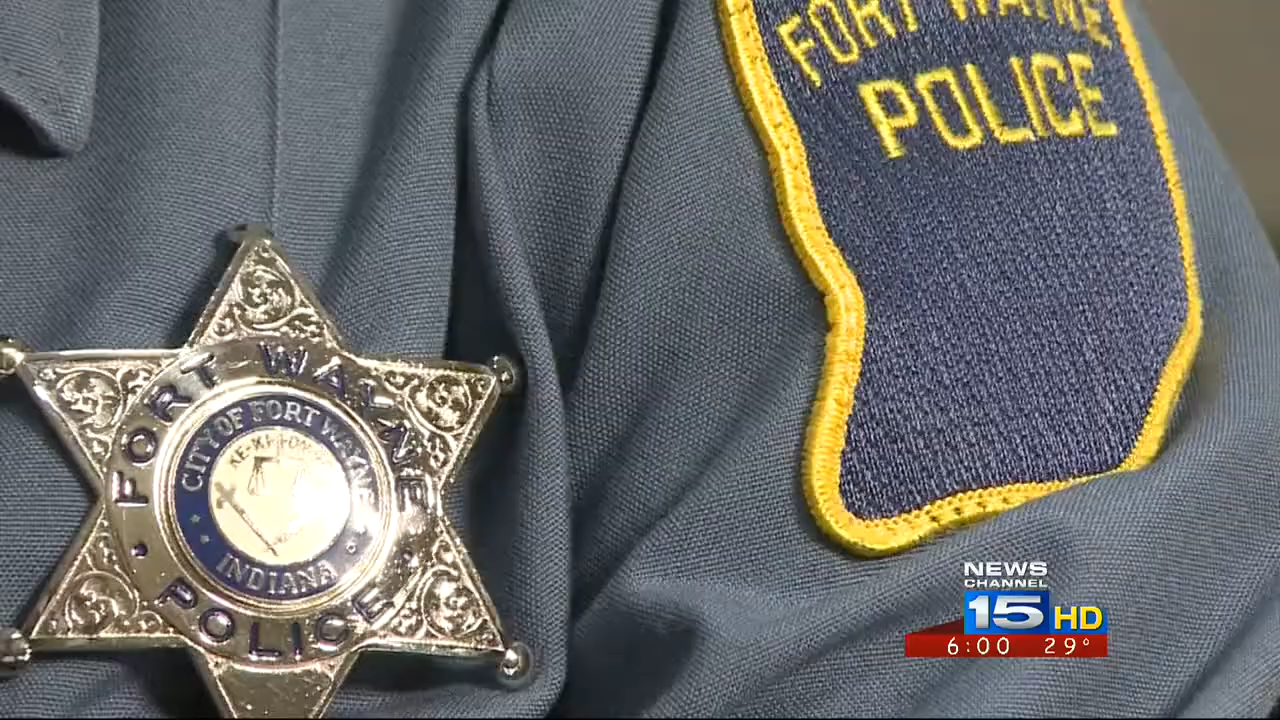 FORT WAYNE
POLICE
FORT WAYNE
CITY OF FORT WAYNE
INDIANA
POLICE
NEWS
CHANNEL
15 HD
6:00 29°